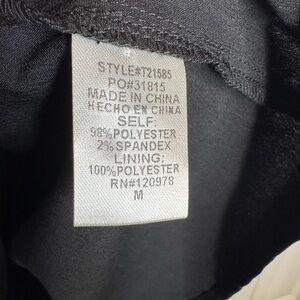 STYLE#T21585
PO#31815
MADE IN CHINA
HECHO EN CHINA
SELF:
98%POLYESTER
2%SPANDEX
LINING:
100%POLYESTER
RN#120978
M